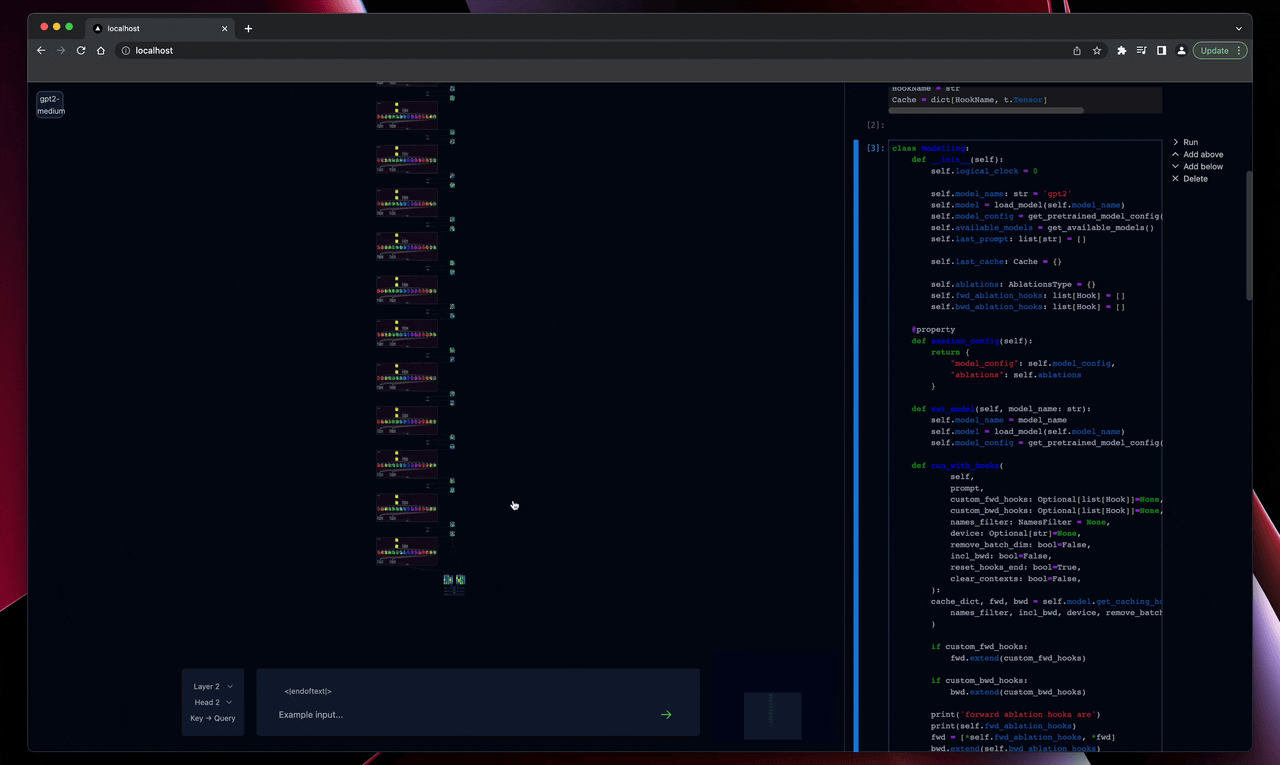 localhost
localhost
Update
gpt2-
medium
HookName = str
Cache = dict[HookName, t.Tensor]
[2]:
[3]:
class ModelIing:
def __init__(self):
self.logical_clock = 0
self.model_name: str = 'gpt2'
self.model = load_model(self.model_name)
self.model_config = get_pretrained_model_config(
self.available_models = get_available_models()
self.last_prompt: list[str] = []
self.last_cache: Cache = {}
self.ablations: AblationsType = {}
self.fwd_ablation_hooks: list[Hook] = []
self.bwd_ablation_hooks: list[Hook] = []
@property
def session_config(self):
return {
"model_config": self.model_config,
"ablations": self.ablations
}
def set_model(self, model_name: str):
self.model_name = model_name
self.model = load_model(self.model_name)
self.model_config = get_pretrained_model_config(
def run_with_hooks(
self,
prompt,
custom_fwd_hooks: Optional[list[Hook]]=None,
custom_bwd_hooks: Optional[list[Hook]]=None,
names_filter: NamesFilter = None,
device: Optional[str]=None,
remove_batch_dim: bool=False,
incl_bwd: bool=False,
reset_hooks_end: bool=True,
clear_contexts: bool=False,
):
cache_dict, fwd, bwd = self.model.get_caching_ho
names_filter, incl_bwd, device, remove_batch
)
if custom_fwd_hooks:
fwd.extend(custom_fwd_hooks)
if custom_bwd_hooks:
bwd.extend(custom_bwd_hooks)
print('forward ablation hooks are')
print(self.fwd_ablation_hooks)
fwd = [*self.fwd_ablation_hooks, *fwd]
bwd.extend(self.bwd_ablation_hooks)
Run
Add above
Add below
Delete
Layer 2
Head 2
Key → Query
<|endoftext|>
Example input...